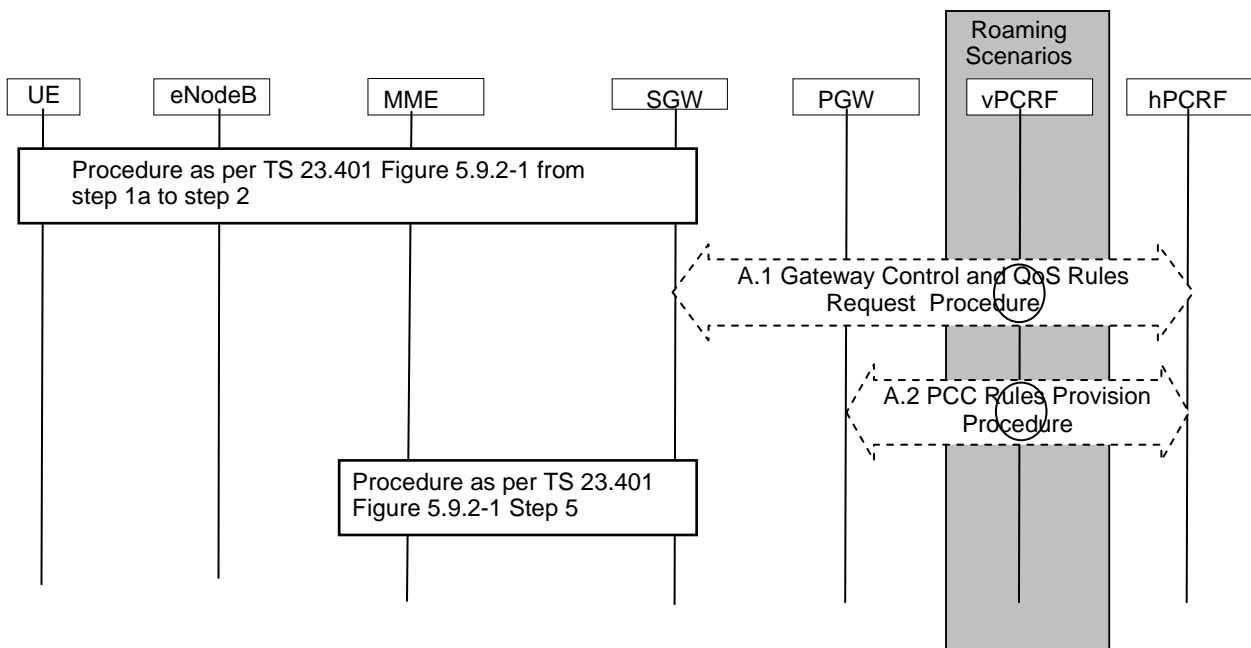 Roaming
Scenarios
UE
eNodeB
MME
SGW
PGW
vPCRF
hPCRF
Procedure as per TS 23.401 Figure 5.9.2-1 from
step 1a to step 2
A.1 Gateway Control and QoS Rules
Request Procedure
A.2 PCC Rules Provision
Procedure
Procedure as per TS 23.401
Figure 5.9.2-1 Step 5